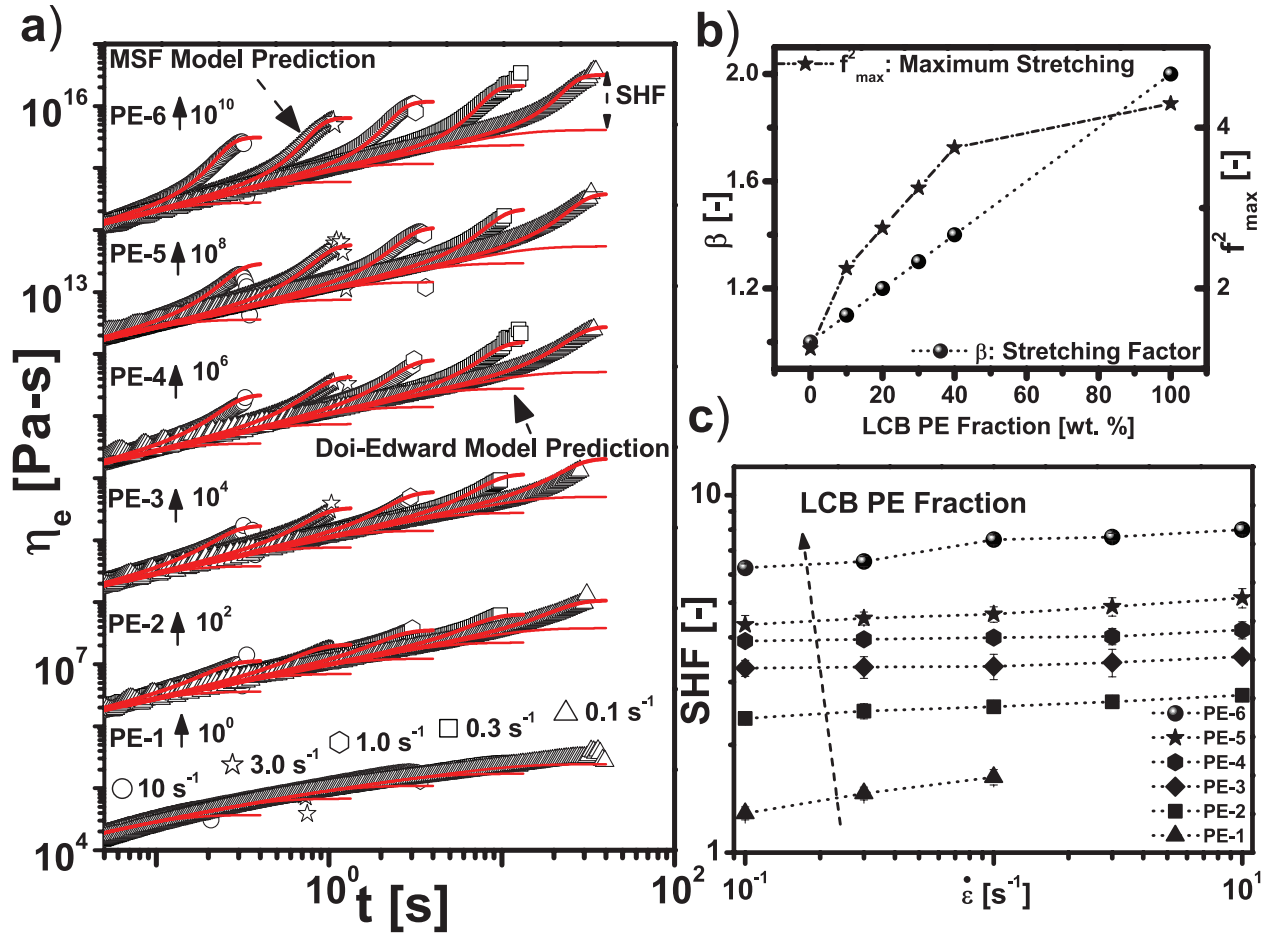 a)
MSF Model Prediction
SHF
PE-6 10^10
PE-5 10^8
PE-4 10^6
Doi-Edward Model Prediction
PE-3 10^4
PE-2 10^2
PE-1 10^0
10 s^-1
3.0 s^-1
1.0 s^-1
0.3 s^-1
0.1 s^-1
10^16
10^13
10^7
10^4
η_e [Pa-s]
10^0
10^2
t [s]
b)
f^2_max: Maximum Stretching
β: Stretching Factor
2.0
1.6
1.2
β [-]
4
2
f^2_max [-]
0 20 40 60 80 100
LCB PE Fraction [wt. %]
c)
LCB PE Fraction
10
1
SHF [-]
PE-6
PE-5
PE-4
PE-3
PE-2
PE-1
10^-1
10^0
10^1
ε̇ [s^-1]